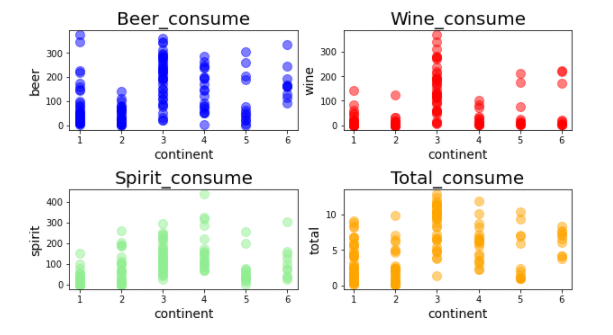 Beer_consume
Wine_consume
beer
300
200
100
0
1 2 3 4 5 6
continent
wine
300
200
100
0
1 2 3 4 5 6
continent
Spirit_consume
Total_consume
spirit
400
300
200
100
0
1 2 3 4 5 6
continent
total
10
5
0
1 2 3 4 5 6
continent